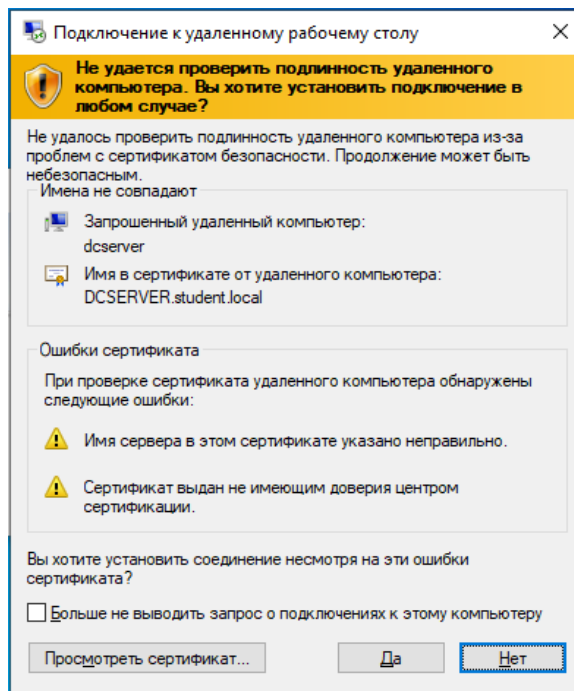 Подключение к удаленному рабочему столу
Не удается проверить подлинность удаленного
компьютера. Вы хотите установить подключение в
любом случае?
Не удалось проверить подлинность удаленного компьютера из-за
проблем с сертификатом безопасности. Продолжение может быть
небезопасным.
Имена не совпадают
Запрошенный удаленный компьютер:
dcserver
Имя в сертификате от удаленного компьютера:
DCSERVER.student.local
Ошибки сертификата
При проверке сертификата удаленного компьютера обнаружены
следующие ошибки:
Имя сервера в этом сертификате указано неправильно.
Сертификат выдан не имеющим доверия центром
сертификации.
Вы хотите установить соединение несмотря на эти ошибки
сертификата?
Больше не выводить запрос о подключениях к этому компьютеру
Просмотреть сертификат...
Да
Нет